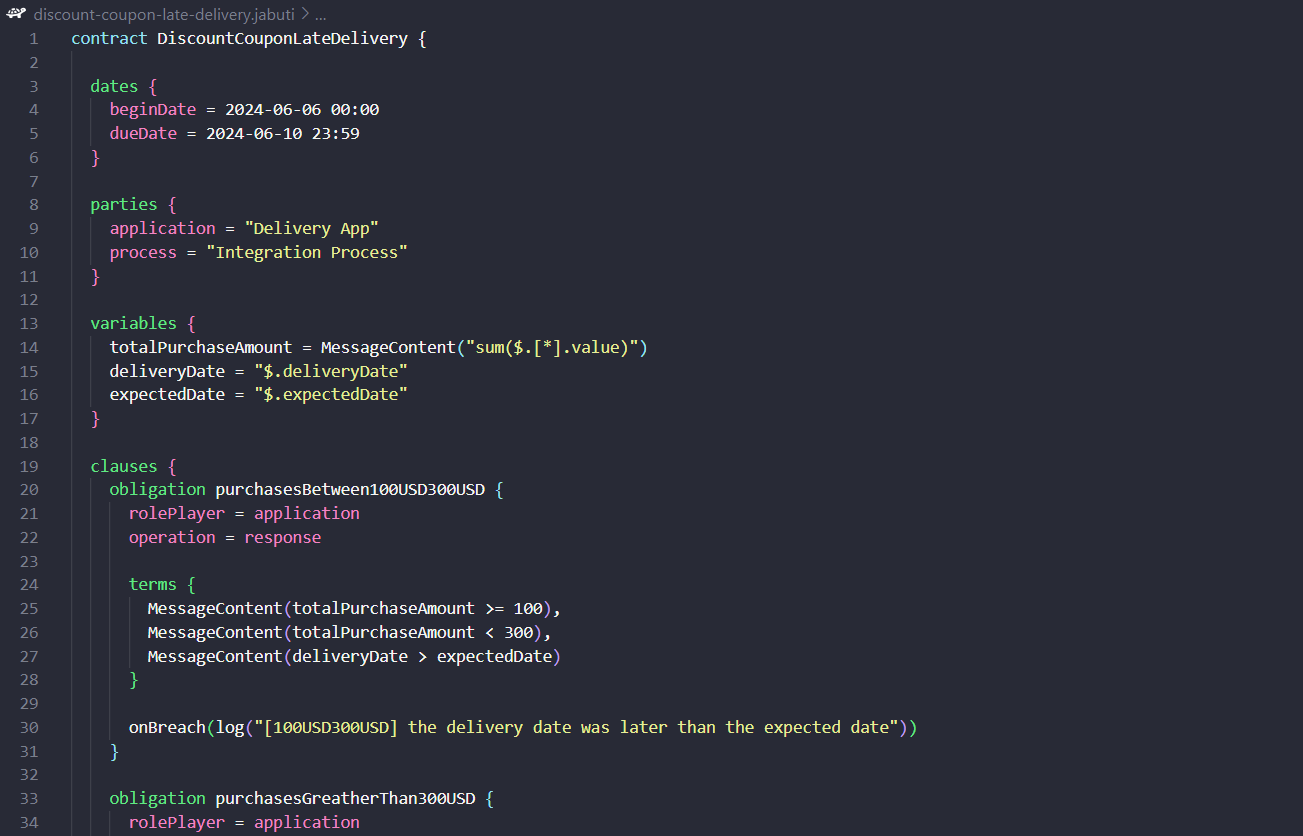 discount-coupon-late-delivery.jabuti > ...
1 contract DiscountCouponLateDelivery {
2
3 dates {
4 beginDate = 2024-06-06 00:00
5 dueDate = 2024-06-10 23:59
6 }
7
8 parties {
9 application = "Delivery App"
10 process = "Integration Process"
11 }
12
13 variables {
14 totalPurchaseAmount = MessageContent("sum($.[*].value)")
15 deliveryDate = "$.deliveryDate"
16 expectedDate = "$.expectedDate"
17 }
18
19 clauses {
20 obligation purchasesBetween100USD300USD {
21 rolePlayer = application
22 operation = response
23
24 terms {
25 MessageContent(totalPurchaseAmount >= 100),
26 MessageContent(totalPurchaseAmount < 300),
27 MessageContent(deliveryDate > expectedDate)
28 }
29
30 onBreach(log("[100USD300USD] the delivery date was later than the expected date"))
31 }
32
33 obligation purchasesGreatherThan300USD {
34 rolePlayer = application